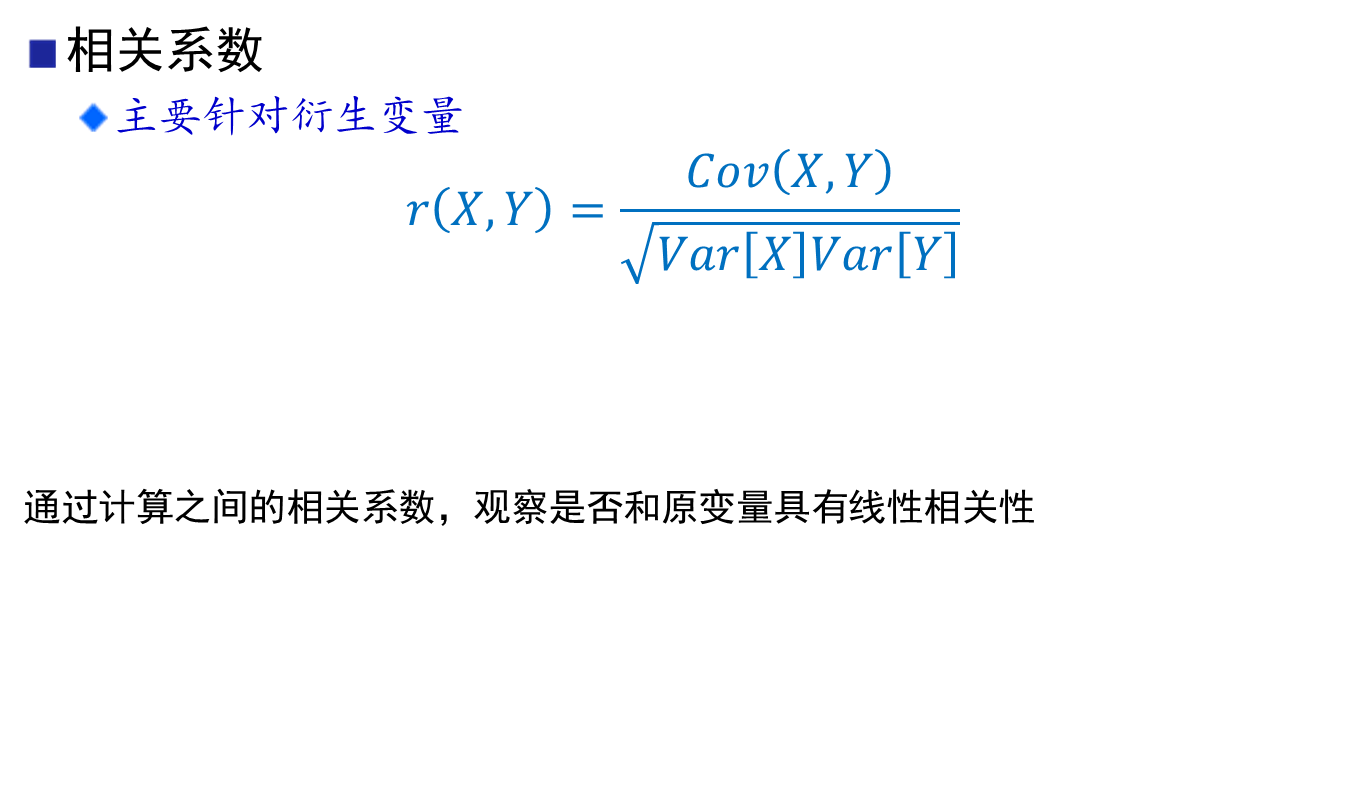 相关系数
主要针对衍生变量
r(X,Y) = Cov(X,Y) / √(Var[X]Var[Y])
通过计算之间的相关系数，观察是否和原变量具有线性相关性